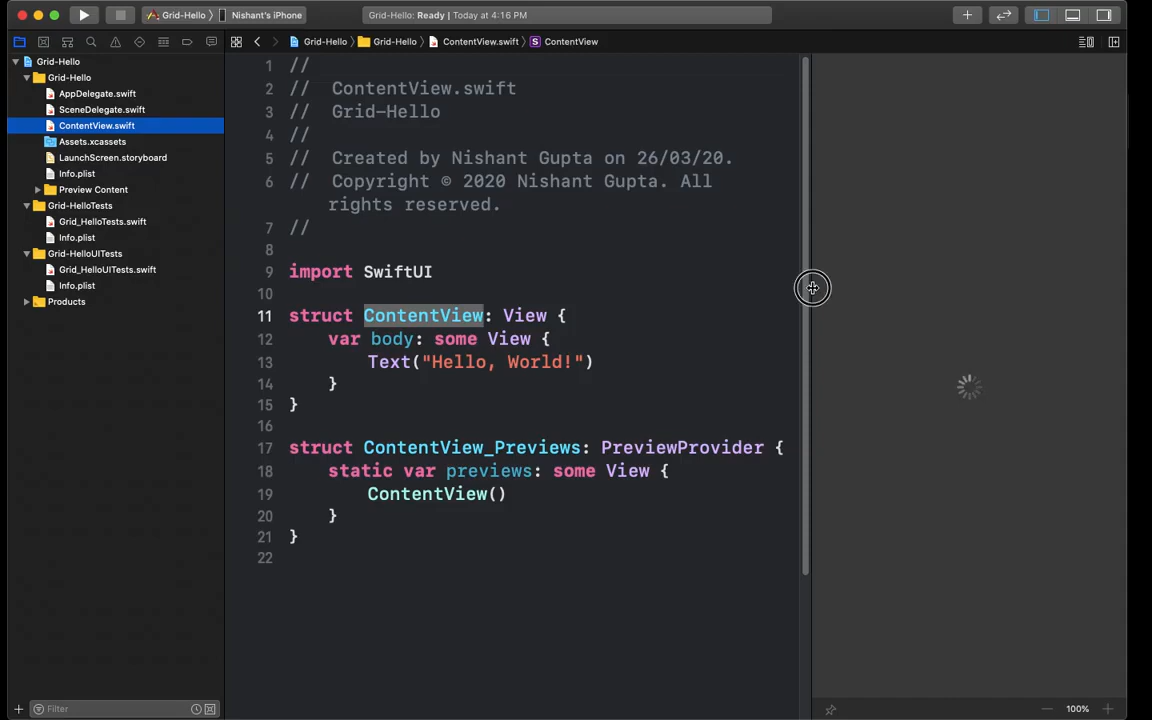 Grid-Hello
Nishant's iPhone
Grid-Hello: Ready | Today at 4:16 PM
Grid-Hello
Grid-Hello
ContentView.swift
S ContentView
Grid-Hello
Grid-Hello
AppDelegate.swift
SceneDelegate.swift
ContentView.swift
Assets.xcassets
LaunchScreen.storyboard
Info.plist
Preview Content
Grid-HelloTests
Grid_HelloTests.swift
Info.plist
Grid-HelloUITests
Grid_HelloUITests.swift
Info.plist
Products
1 //
2 //  ContentView.swift
3 //  Grid-Hello
4 //
5 //  Created by Nishant Gupta on 26/03/20.
6 //  Copyright © 2020 Nishant Gupta. All
rights reserved.
7 //
8
9 import SwiftUI
10
11 struct ContentView: View {
12     var body: some View {
13         Text("Hello, World!")
14     }
15 }
16
17 struct ContentView_Previews: PreviewProvider {
18     static var previews: some View {
19         ContentView()
20     }
21 }
22
Filter
100%